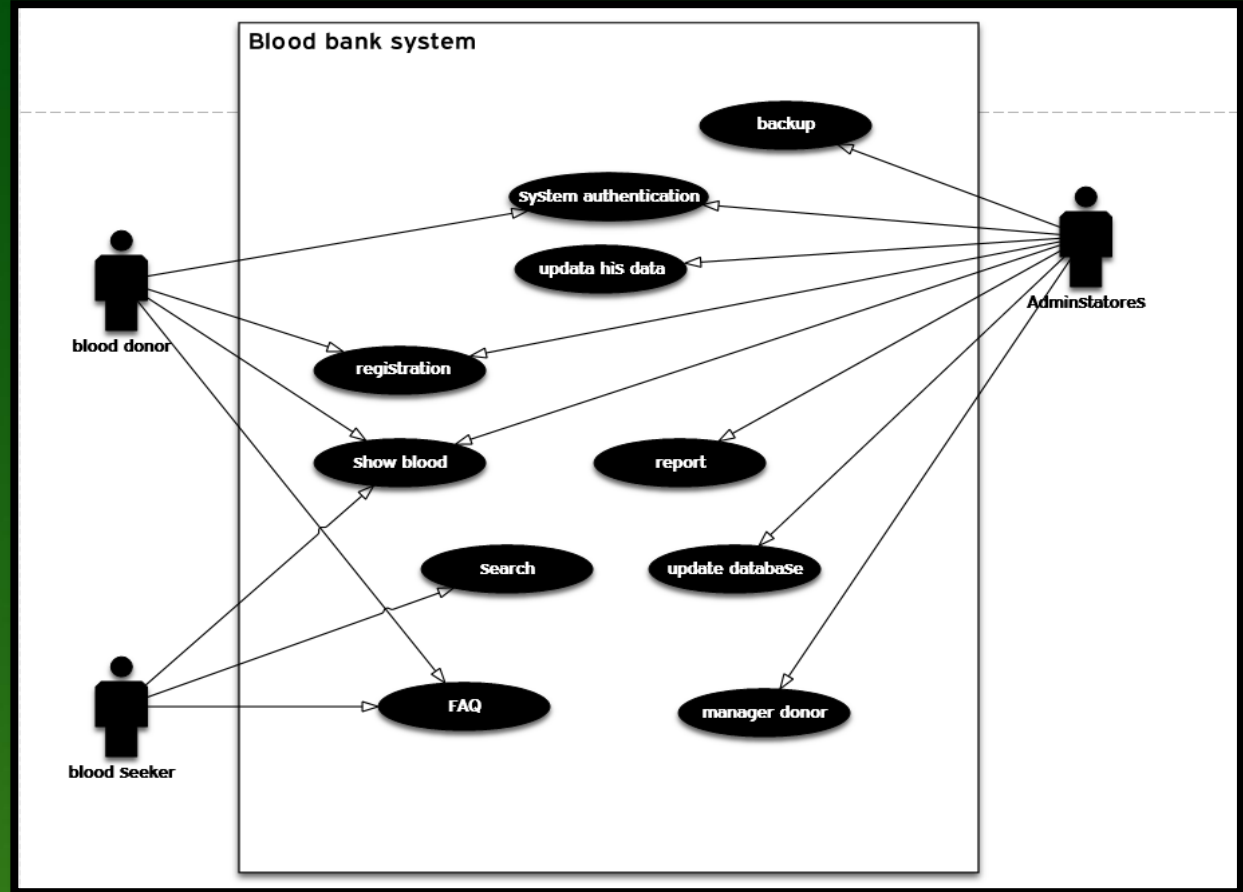 Blood bank system
backup
system authentication
updata his data
Adminstatores
blood donor
registration
show blood
report
search
update database
FAQ
manager donor
blood seeker